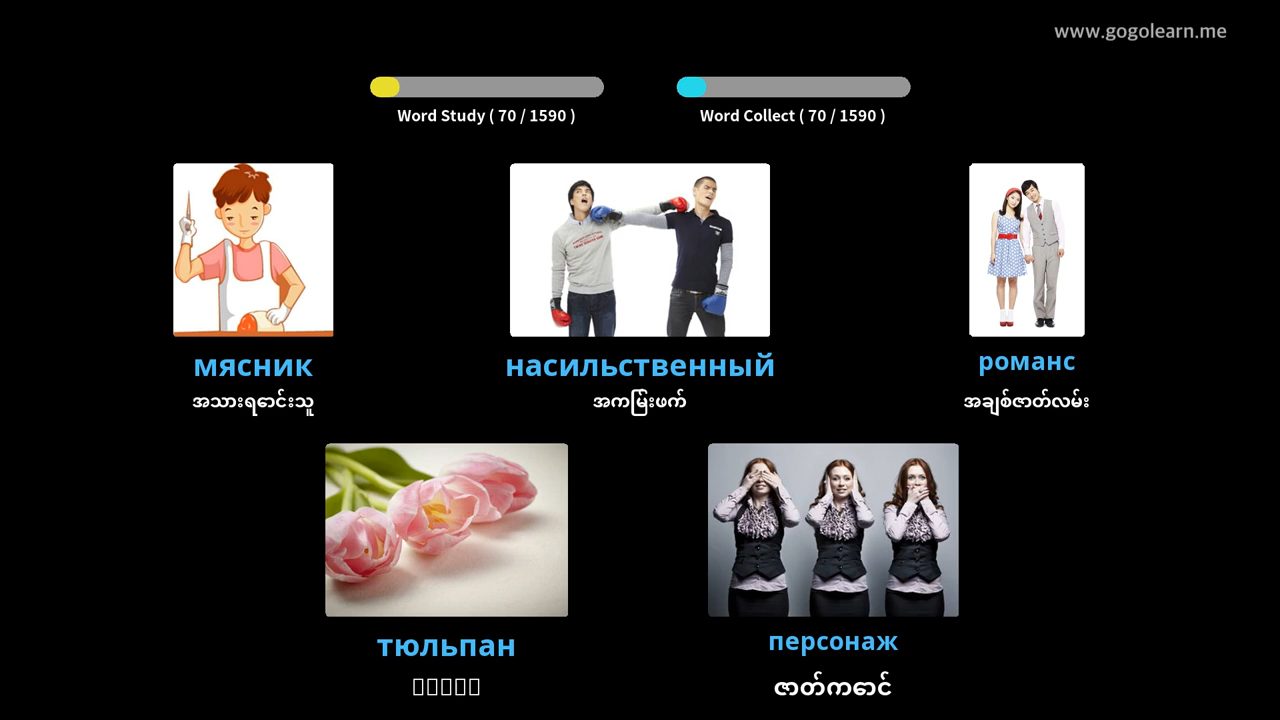 www.gogolearn.me
Word Study ( 70 / 1590 )
Word Collect ( 70 / 1590 )
мясник
насильственный
романс
အသားရောင်းသူ
အကြမ်းဖက်
အချစ်ဇာတ်လမ်း
тюльпан
персонаж
ဇာတ်ကောင်